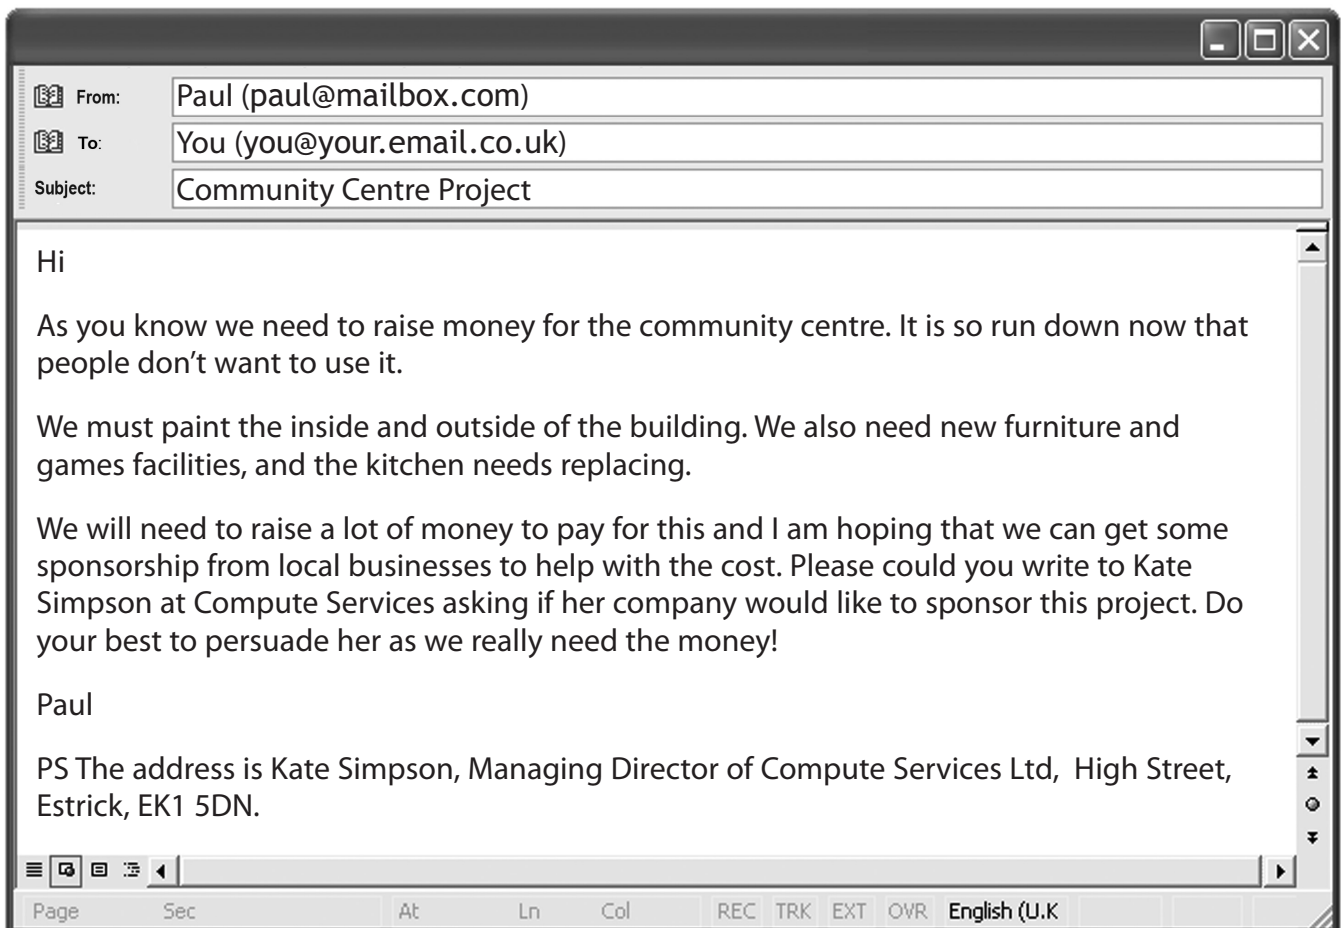 From: Paul (paul@mailbox.com)
To: You (you@your.email.co.uk)
Subject: Community Centre Project
Hi
As you know we need to raise money for the community centre. It is so run down now that
people don’t want to use it.
We must paint the inside and outside of the building. We also need new furniture and
games facilities, and the kitchen needs replacing.
We will need to raise a lot of money to pay for this and I am hoping that we can get some
sponsorship from local businesses to help with the cost. Please could you write to Kate
Simpson at Compute Services asking if her company would like to sponsor this project. Do
your best to persuade her as we really need the money!
Paul
PS The address is Kate Simpson, Managing Director of Compute Services Ltd,  High Street,
Estrick, EK1 5DN.
Page Sec At Ln Col REC TRK EXT OVR English (U.K